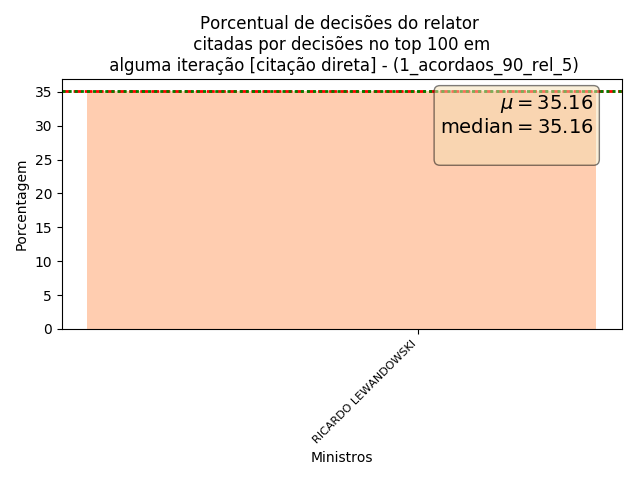 Porcentual de decisões do relator
citadas por decisões no top 100 em
alguma iteração [citação direta] - (1_acordaos_90_rel_5)
μ = 35.16
median = 35.16
35
30
25
20
15
10
5
0
Porcentagem
RICARDO LEWANDOWSKI
Ministros